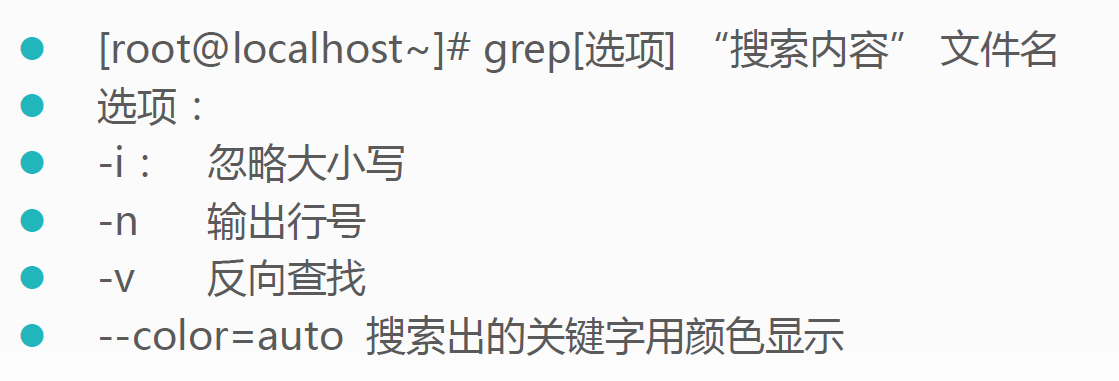 [root@localhost~]# grep[选项] “搜索内容” 文件名
选项：
-i： 忽略大小写
-n 输出行号
-v 反向查找
--color=auto 搜索出的关键字用颜色显示